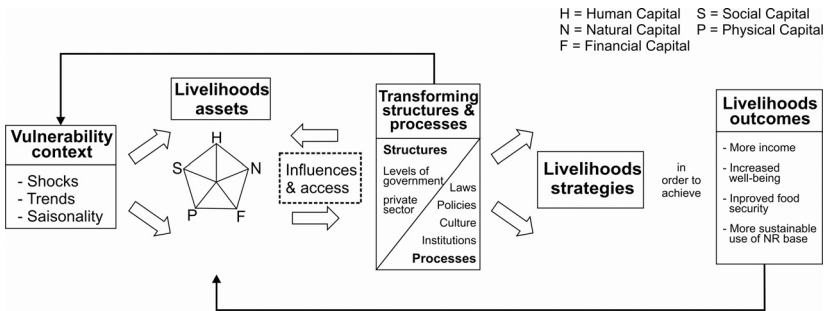 H = Human Capital S = Social Capital
N = Natural Capital P = Physical Capital
F = Financial Capital
Vulnerability
context
- Shocks
- Trends
- Saisonality
Livelihoods
assets
H
S
N
P
F
Influences
& access
Transforming
structures &
processes
Structures
Levels of
government
private
sector
Laws
Policies
Culture
Institutions
Processes
Livelihoods
strategies
in
order to
achieve
Livelihoods
outcomes
- More income
- Increased
well-being
- Inproved food
security
- More sustainable
use of NR base